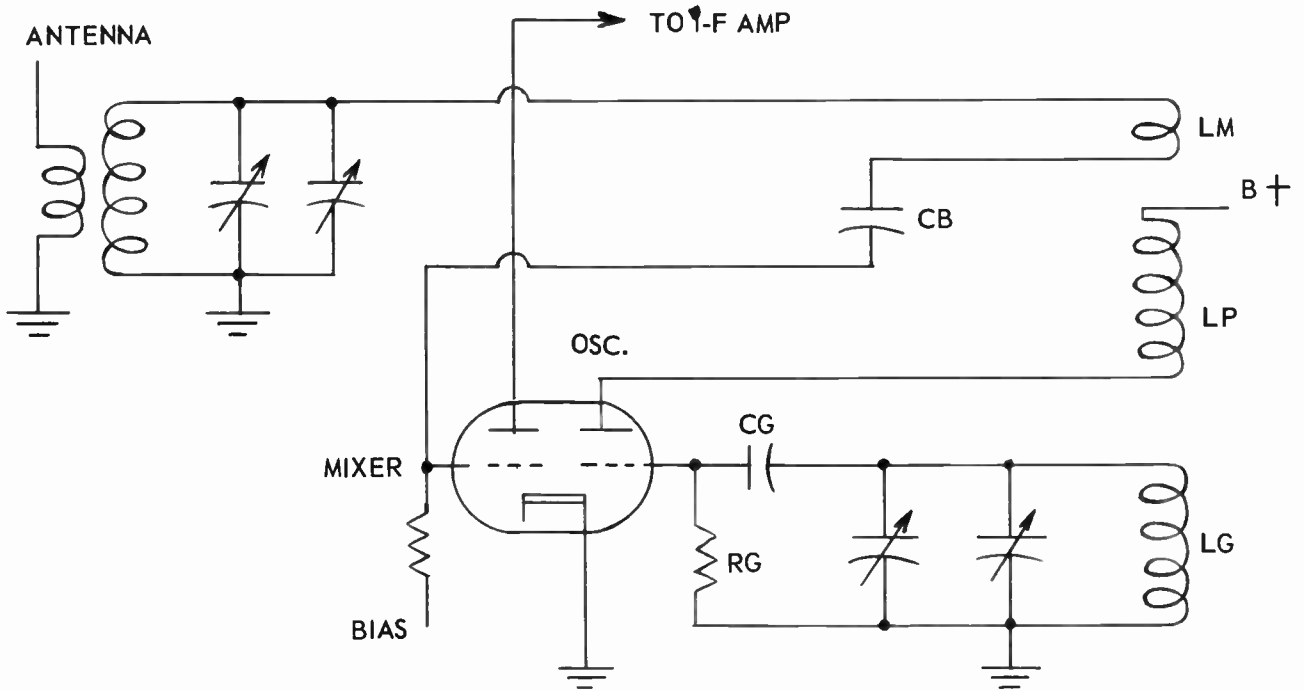 TO I-F AMP
ANTENNA
LM
B+
CB
LP
OSC.
CG
MIXER
RG
LG
BIAS